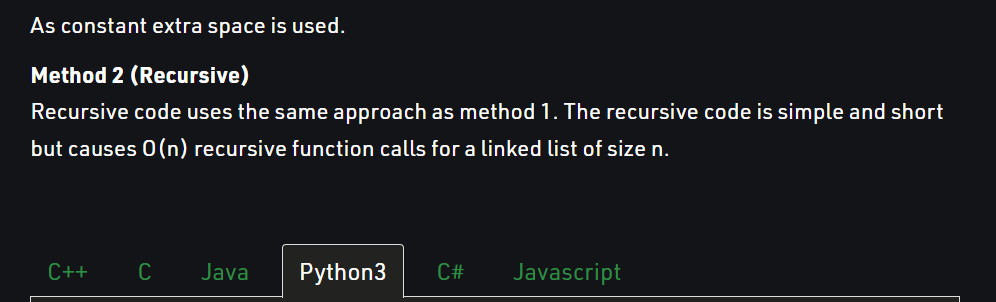 As constant extra space is used.
Method 2 (Recursive)
Recursive code uses the same approach as method 1. The recursive code is simple and short
but causes O(n) recursive function calls for a linked list of size n.
C++ C Java Python3 C# Javascript